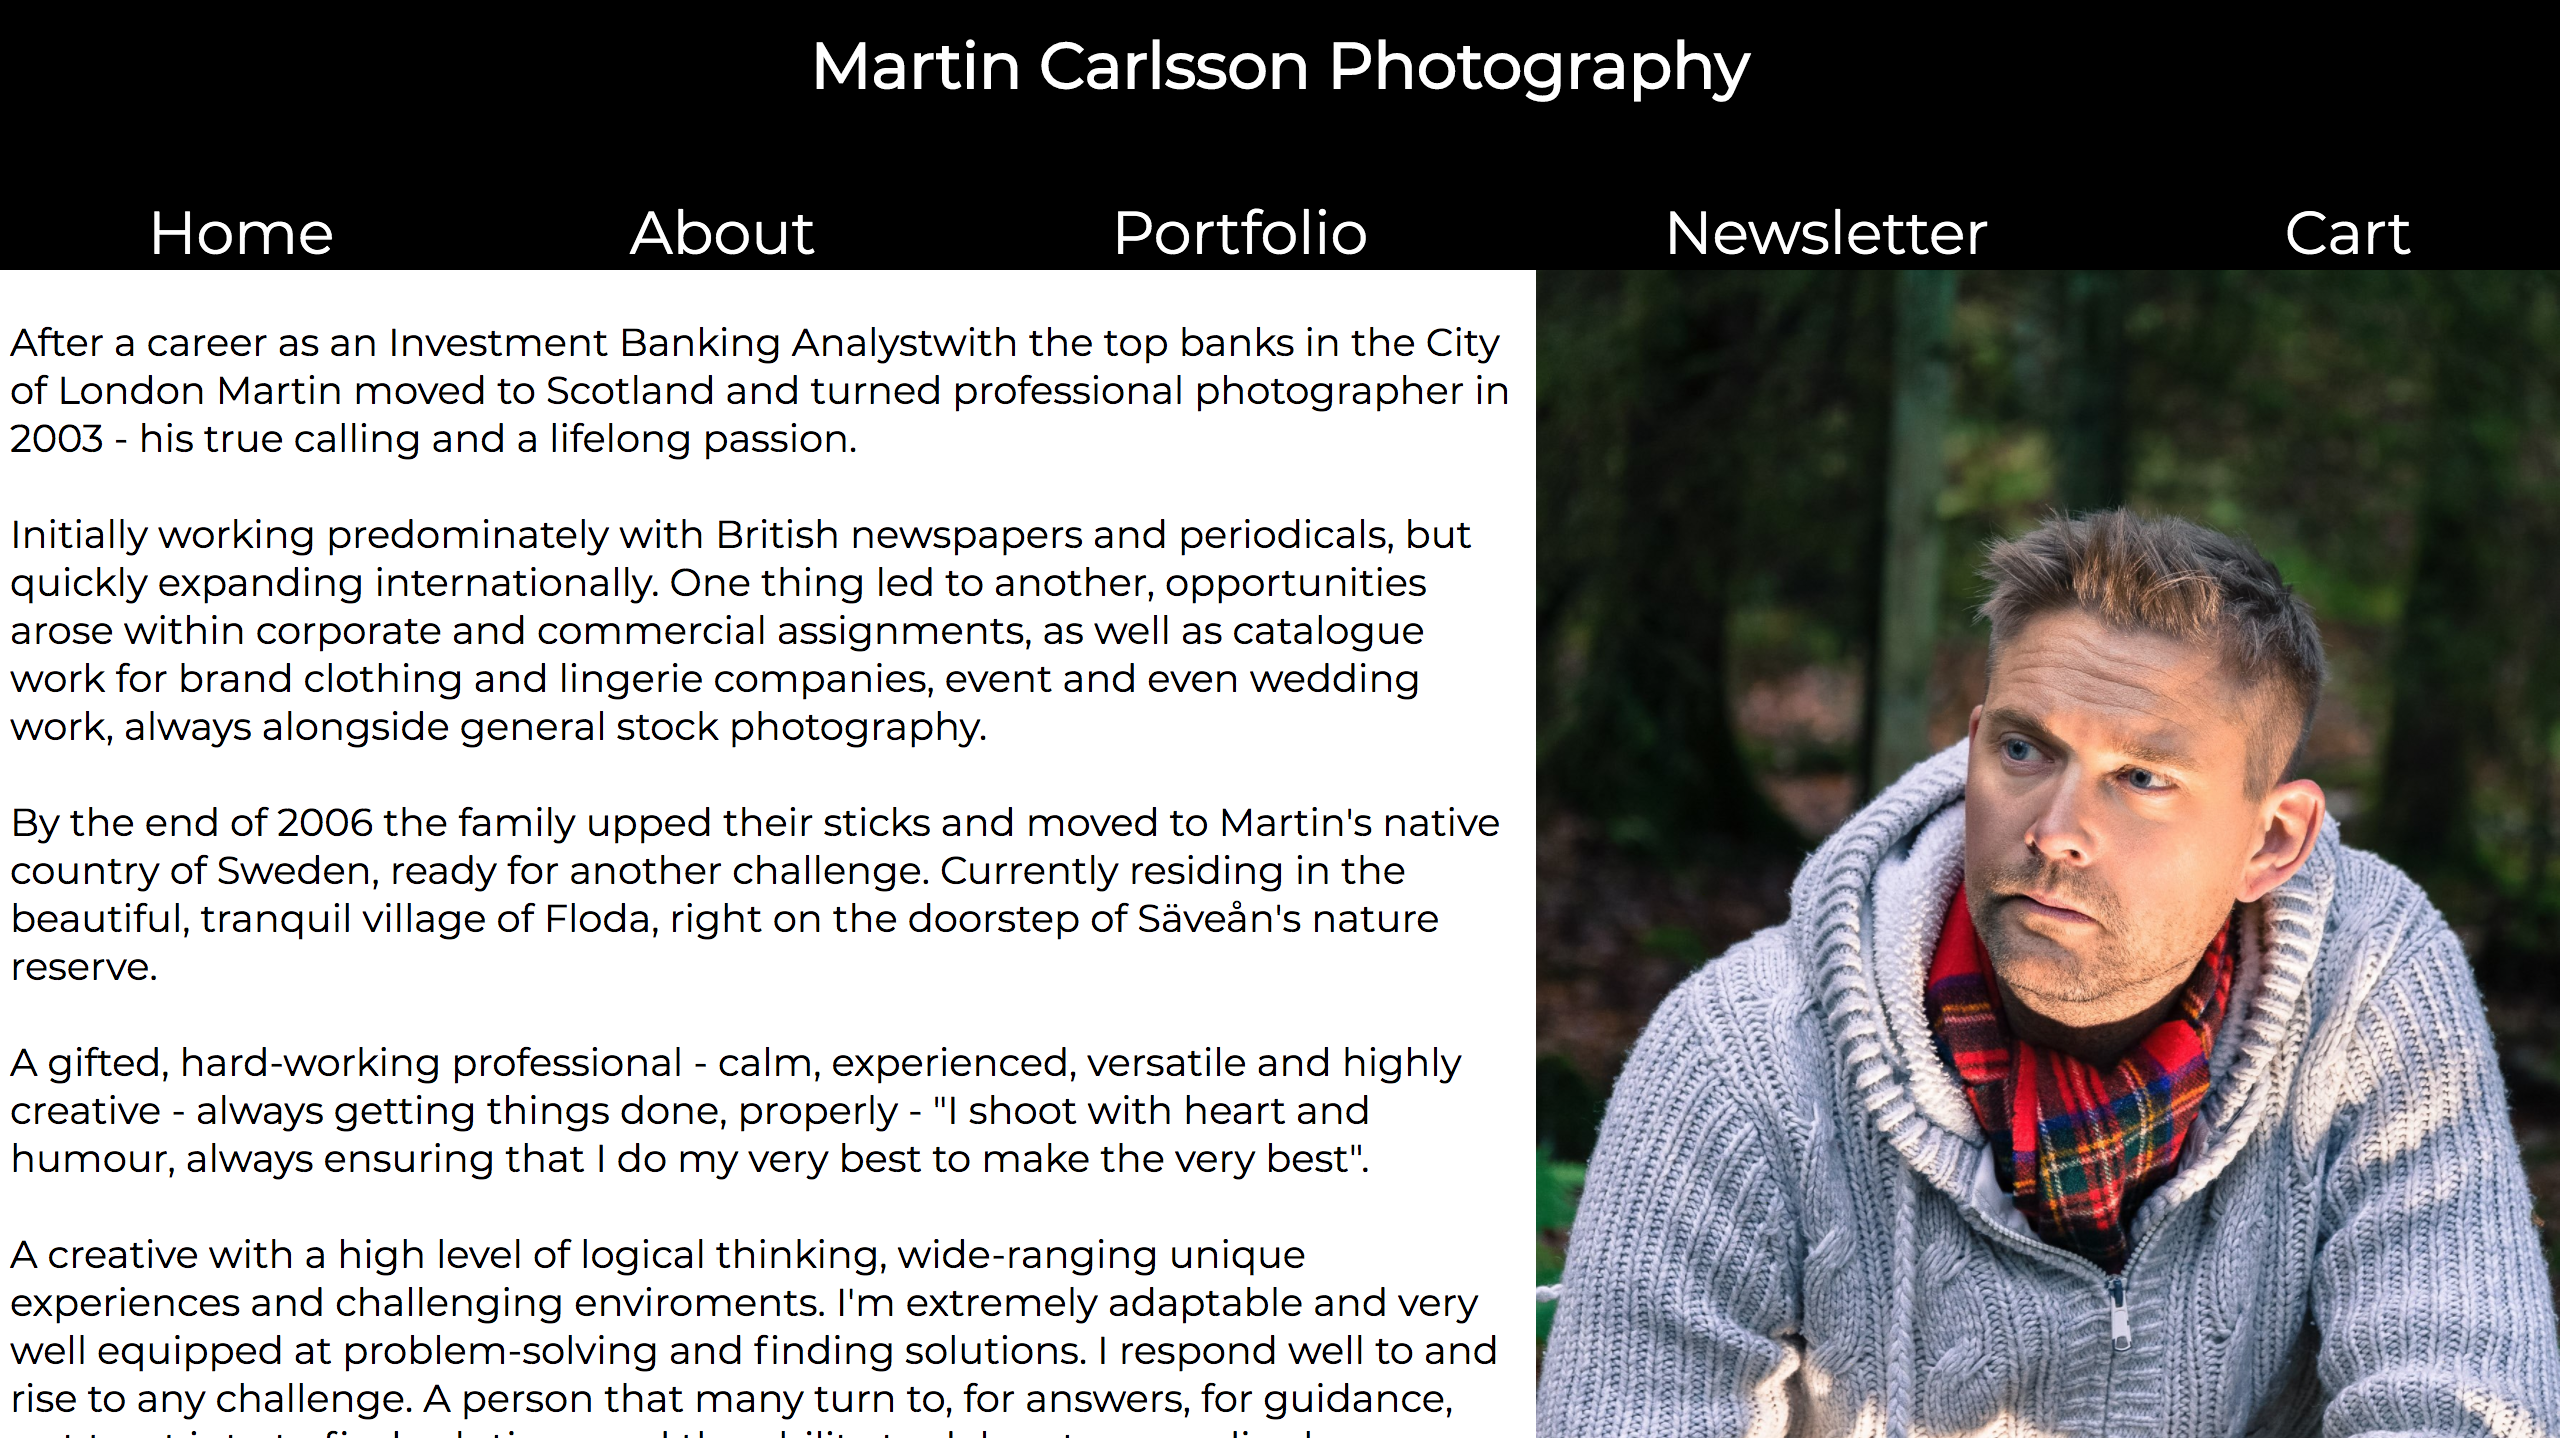 Martin Carlsson Photography
Home About Portfolio Newsletter Cart
After a career as an Investment Banking Analystwith the top banks in the City
of London Martin moved to Scotland and turned professional photographer in
2003 - his true calling and a lifelong passion.
Initially working predominately with British newspapers and periodicals, but
quickly expanding internationally. One thing led to another, opportunities
arose within corporate and commercial assignments, as well as catalogue
work for brand clothing and lingerie companies, event and even wedding
work, always alongside general stock photography.
By the end of 2006 the family upped their sticks and moved to Martin's native
country of Sweden, ready for another challenge. Currently residing in the
beautiful, tranquil village of Floda, right on the doorstep of Säveån's nature
reserve.
A gifted, hard-working professional - calm, experienced, versatile and highly
creative - always getting things done, properly - "I shoot with heart and
humour, always ensuring that I do my very best to make the very best".
A creative with a high level of logical thinking, wide-ranging unique
experiences and challenging enviroments. I'm extremely adaptable and very
well equipped at problem-solving and finding solutions. I respond well to and
rise to any challenge. A person that many turn to, for answers, for guidance,